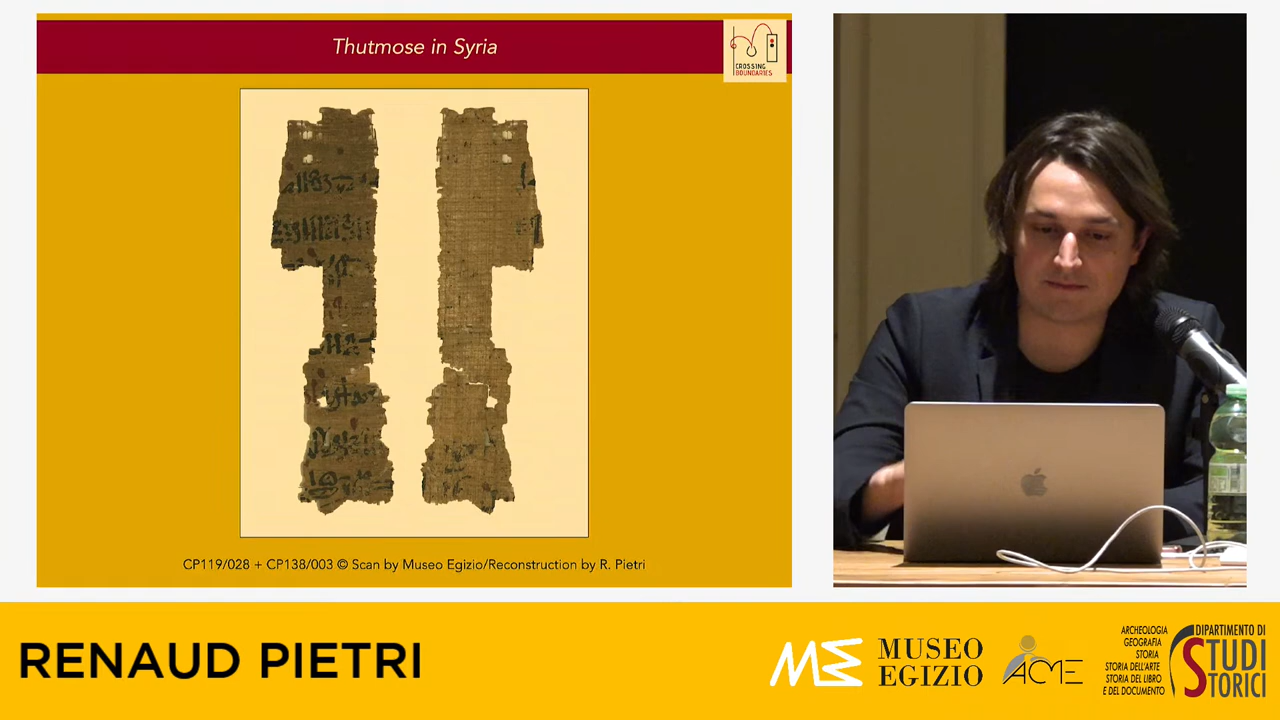 Thutmose in Syria
CROSSING
BOUNDARIES
CP119/028 + CP138/003 © Scan by Museo Egizio/Reconstruction by R. Pietri
RENAUD PIETRI
ME
MUSEO
EGIZIO
ACME
ARCHEOLOGIA
GEOGRAFIA
STORIA
STORIA DELL'ARTE
STORIA DEL LIBRO
E DEL DOCUMENTO
DIPARTIMENTO DI
STUDI
STORICI